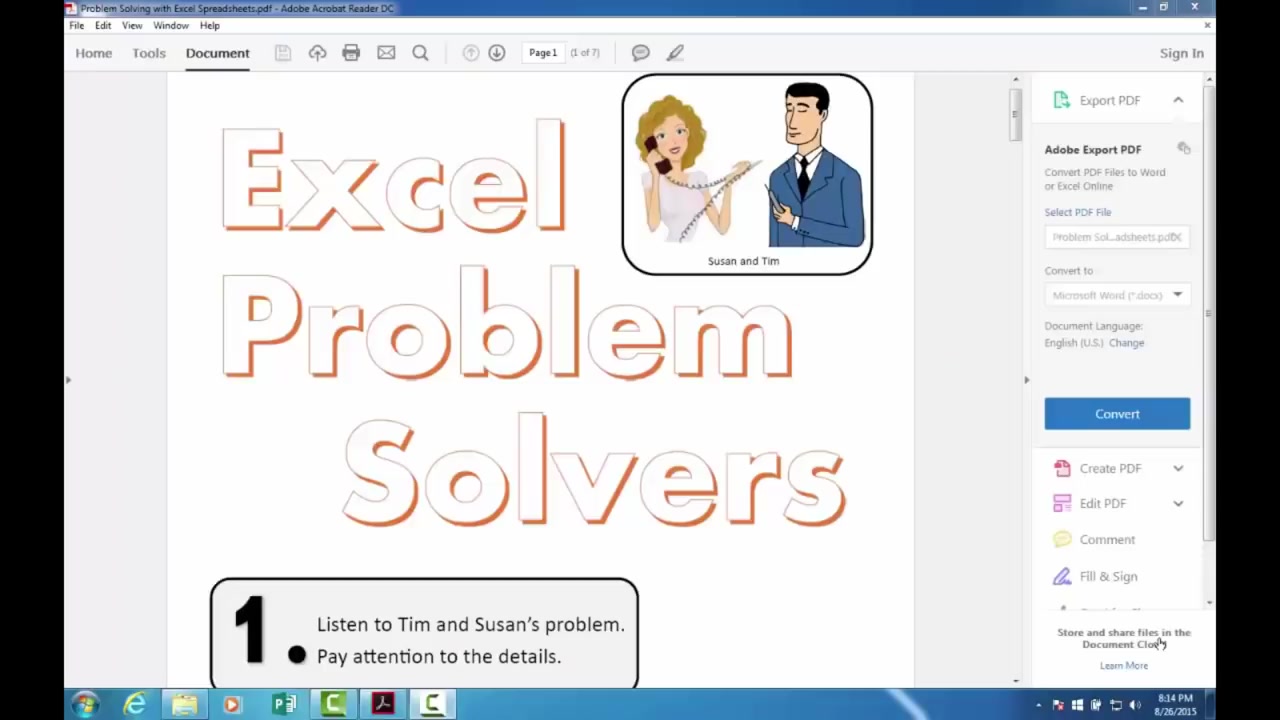 Problem Solving with Excel Spreadsheets.pdf - Adobe Acrobat Reader DC
File Edit View Window Help
Home Tools Document Page 1 (1 of 7) Sign In
Excel
Problem
Solvers
Susan and Tim
1. Listen to Tim and Susan's problem.
Pay attention to the details.
Export PDF
Adobe Export PDF
Convert PDF Files to Word
or Excel Online
Select PDF File
Problem Sol...adsheets.pdf
Convert to
Microsoft Word (*.docx)
Document Language:
English (U.S.) Change
Convert
Create PDF
Edit PDF
Comment
Fill & Sign
Store and share files in the
Document Cloud
Learn More
8:14 PM
8/26/2015